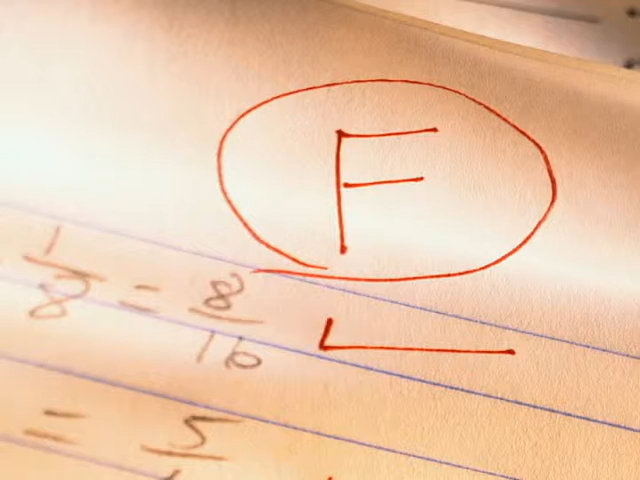 F
1/8 = 8/16
= 5